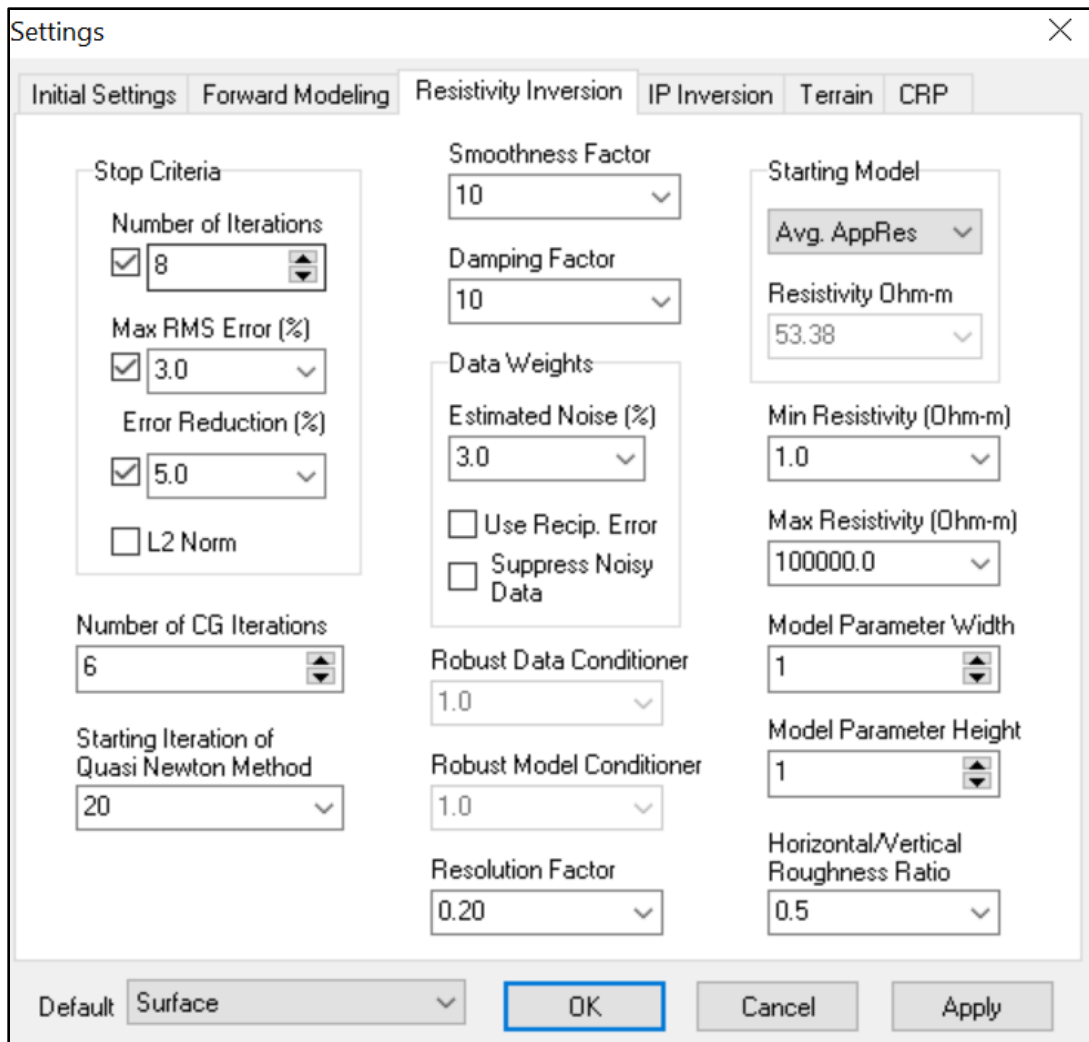 Settings
Initial Settings
Forward Modeling
Resistivity Inversion
IP Inversion
Terrain
CRP
Stop Criteria
Number of Iterations
8
Max RMS Error (%)
3.0
Error Reduction (%)
5.0
L2 Norm
Number of CG Iterations
6
Starting Iteration of
Quasi Newton Method
20
Smoothness Factor
10
Damping Factor
10
Data Weights
Estimated Noise (%)
3.0
Use Recip. Error
Suppress Noisy
Data
Robust Data Conditioner
1.0
Robust Model Conditioner
1.0
Resolution Factor
0.20
Starting Model
Avg. AppRes
Resistivity Ohm-m
53.38
Min Resistivity (Ohm-m)
1.0
Max Resistivity (Ohm-m)
100000.0
Model Parameter Width
1
Model Parameter Height
1
Horizontal/Vertical
Roughness Ratio
0.5
Default
Surface
OK
Cancel
Apply